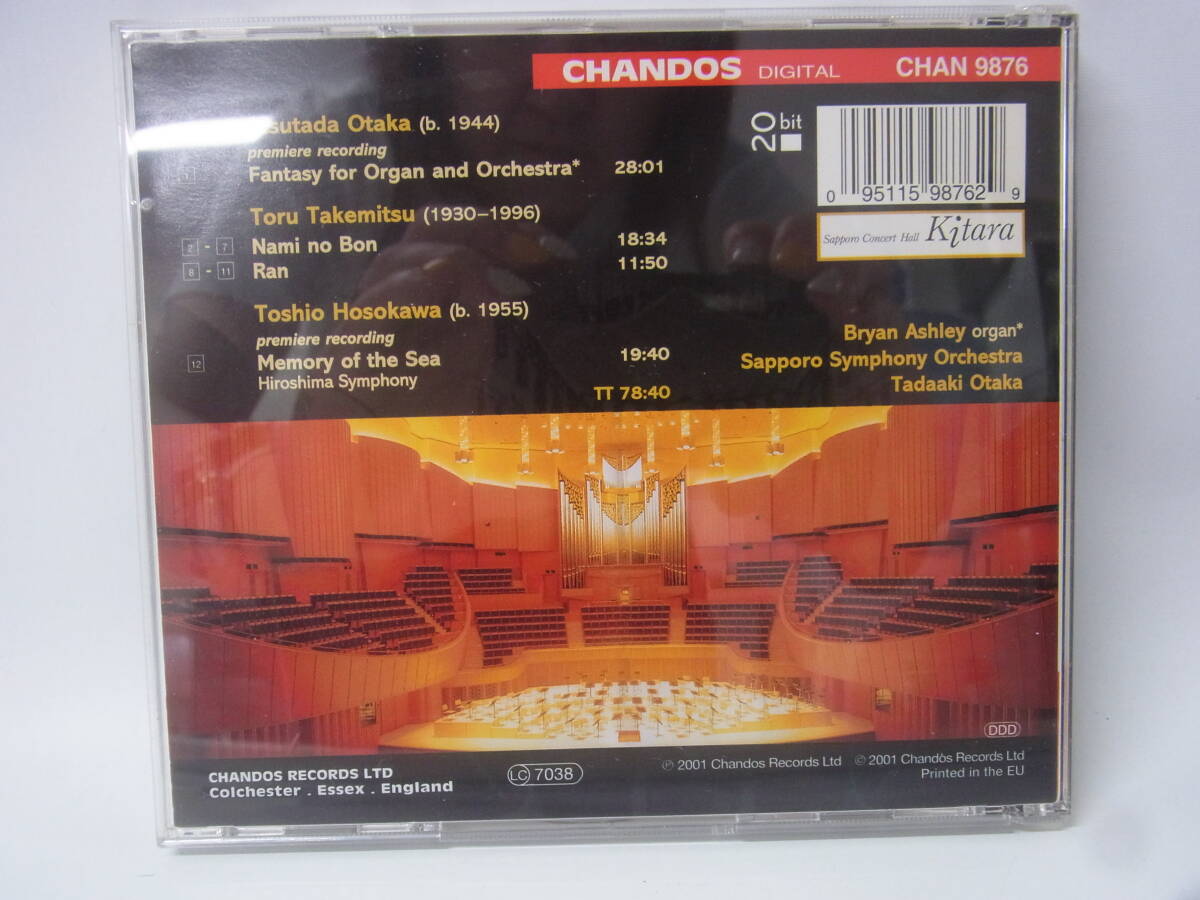 CHANDOS DIGITAL CHAN 9876
sutada Otaka (b. 1944)
premiere recording
1 Fantasy for Organ and Orchestra* 28:01
Toru Takemitsu (1930–1996)
2 - 7 Nami no Bon 18:34
8 - 11 Ran 11:50
Toshio Hosokawa (b. 1955)
premiere recording
12 Memory of the Sea 19:40
Hiroshima Symphony
TT 78:40
20 bit
0 95115 98762 9
Sapporo Concert Hall Kitara
Bryan Ashley organ*
Sapporo Symphony Orchestra
Tadaaki Otaka
DDD
CHANDOS RECORDS LTD
Colchester . Essex . England
LC 7038
℗ 2001 Chandos Records Ltd © 2001 Chandos Records Ltd
Printed in the EU